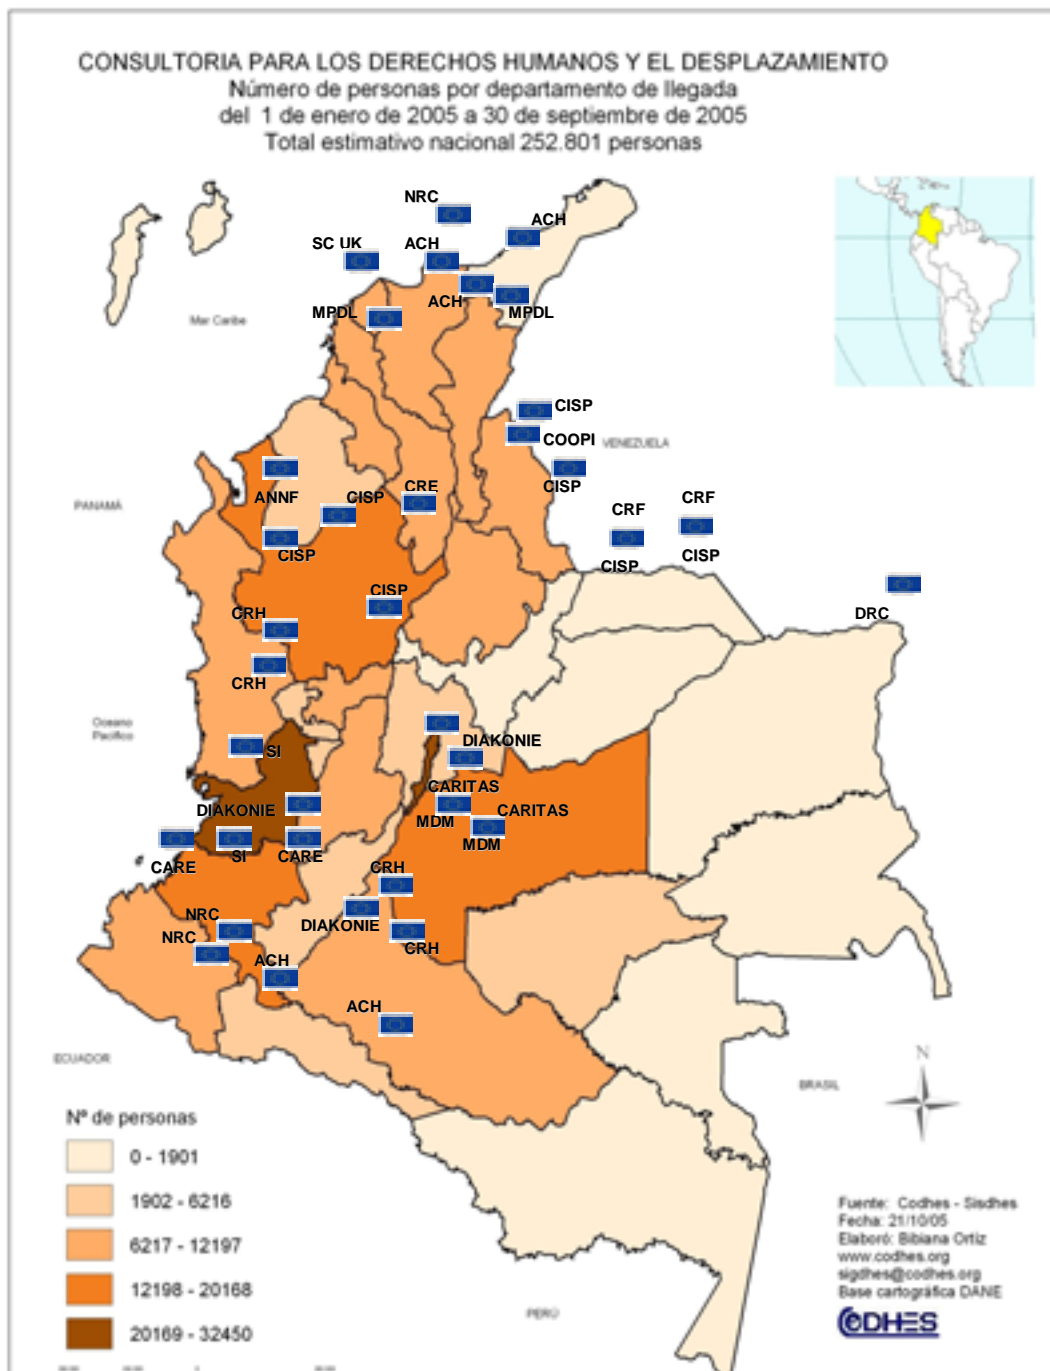 CONSULTORIA PARA LOS DERECHOS HUMANOS Y EL DESPLAZAMIENTO
Número de personas por departamento de llegada
del 1 de enero de 2005 a 30 de septiembre de 2005
Total estimativo nacional 252.801 personas
NRC
ACH
SC UK
ACH
ACH
MPDL
MPDL
Mar Caribe
CISP
COOPI
VENEZUELA
CISP
ANNF
CISP
CRE
PANAMÁ
CRF
CRF
CISP
CISP
CISP
CISP
DRC
CRH
CRH
Oceano
Pacífico
SI
DIAKONIE
CARITAS
DIAKONIE
CARITAS
MDM
MDM
CARE
SI
CARE
CRH
NRC
DIAKONIE
CRH
NRC
ACH
ACH
ECUADOR
N
BRASIL
Nº de personas
0 - 1901
1902 - 6216
6217 - 12197
12198 - 20168
20169 - 32450
PERÚ
Fuente: Codhes - Sisdhes
Fecha: 21/10/05
Elaboró: Bibiana Ortíz
www.codhes.org
sigdhes@codhes.org
Base cartográfica DANE
CODHES